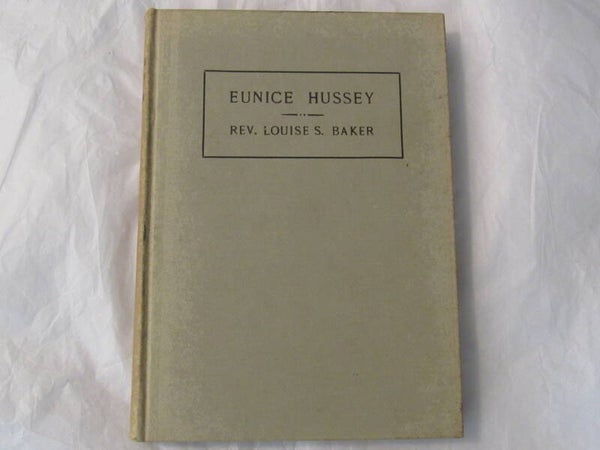 EUNICE HUSSEY
REV. LOUISE S. BAKER